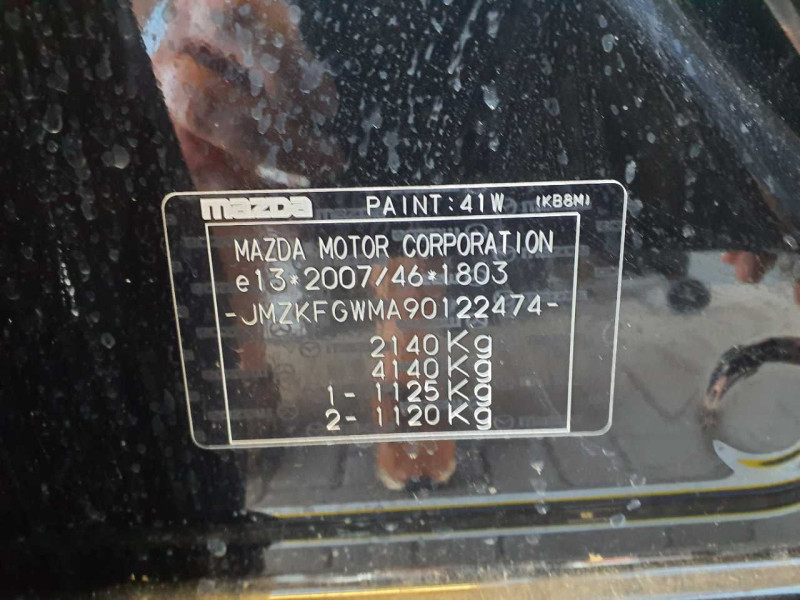 mazda PAINT:41W (KB8M)
MAZDA MOTOR CORPORATION
e13*2007/46*1803
-JMZKFGWMA90122474-
2140Kg
4140Kg
1- 1125Kg
2- 1120Kg